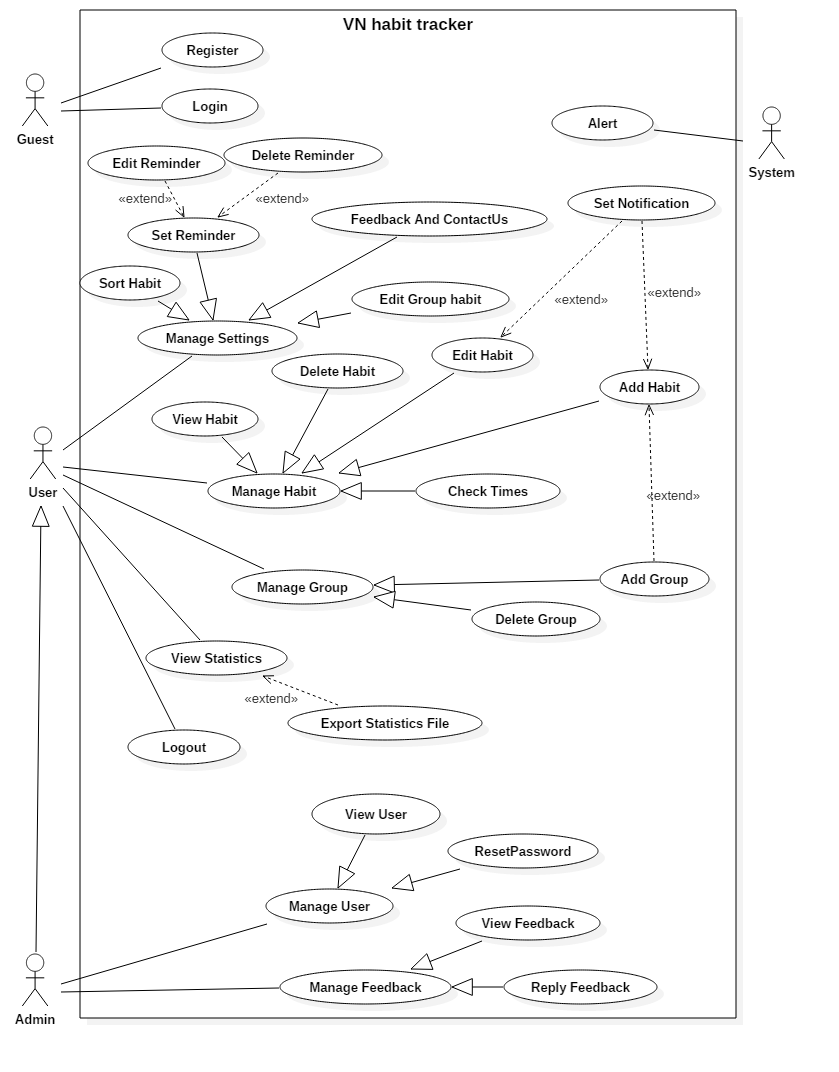 VN habit tracker
Register
Login
Guest
Alert
System
Edit Reminder
Delete Reminder
«extend»
«extend»
Set Notification
Set Reminder
Feedback And ContactUs
Sort Habit
Edit Group habit
«extend»
«extend»
Manage Settings
Edit Habit
Delete Habit
Add Habit
View Habit
User
Manage Habit
Check Times
«extend»
Manage Group
Add Group
Delete Group
View Statistics
«extend»
Export Statistics File
Logout
View User
ResetPassword
Manage User
View Feedback
Manage Feedback
Reply Feedback
Admin